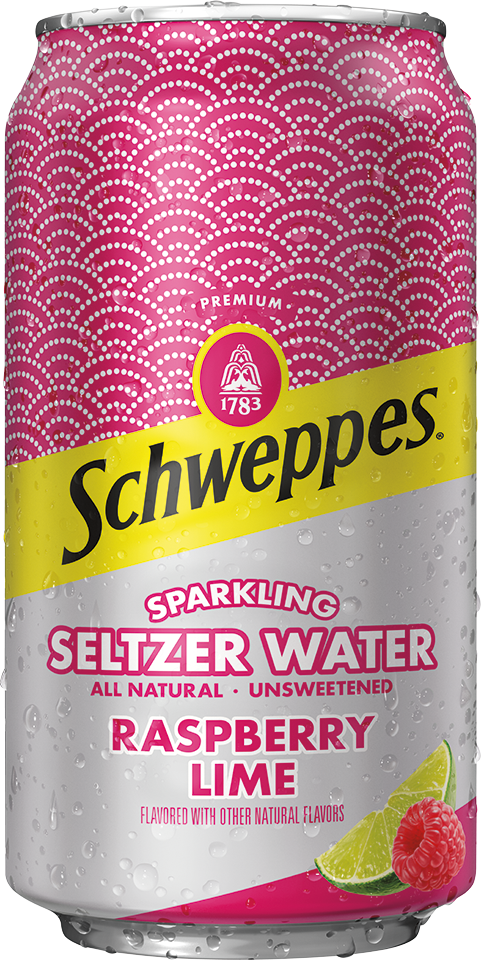 PREMIUM
1783
Schweppes®
SPARKLING
SELTZER WATER
ALL NATURAL · UNSWEETENED
RASPBERRY
LIME
FLAVORED WITH OTHER NATURAL FLAVORS